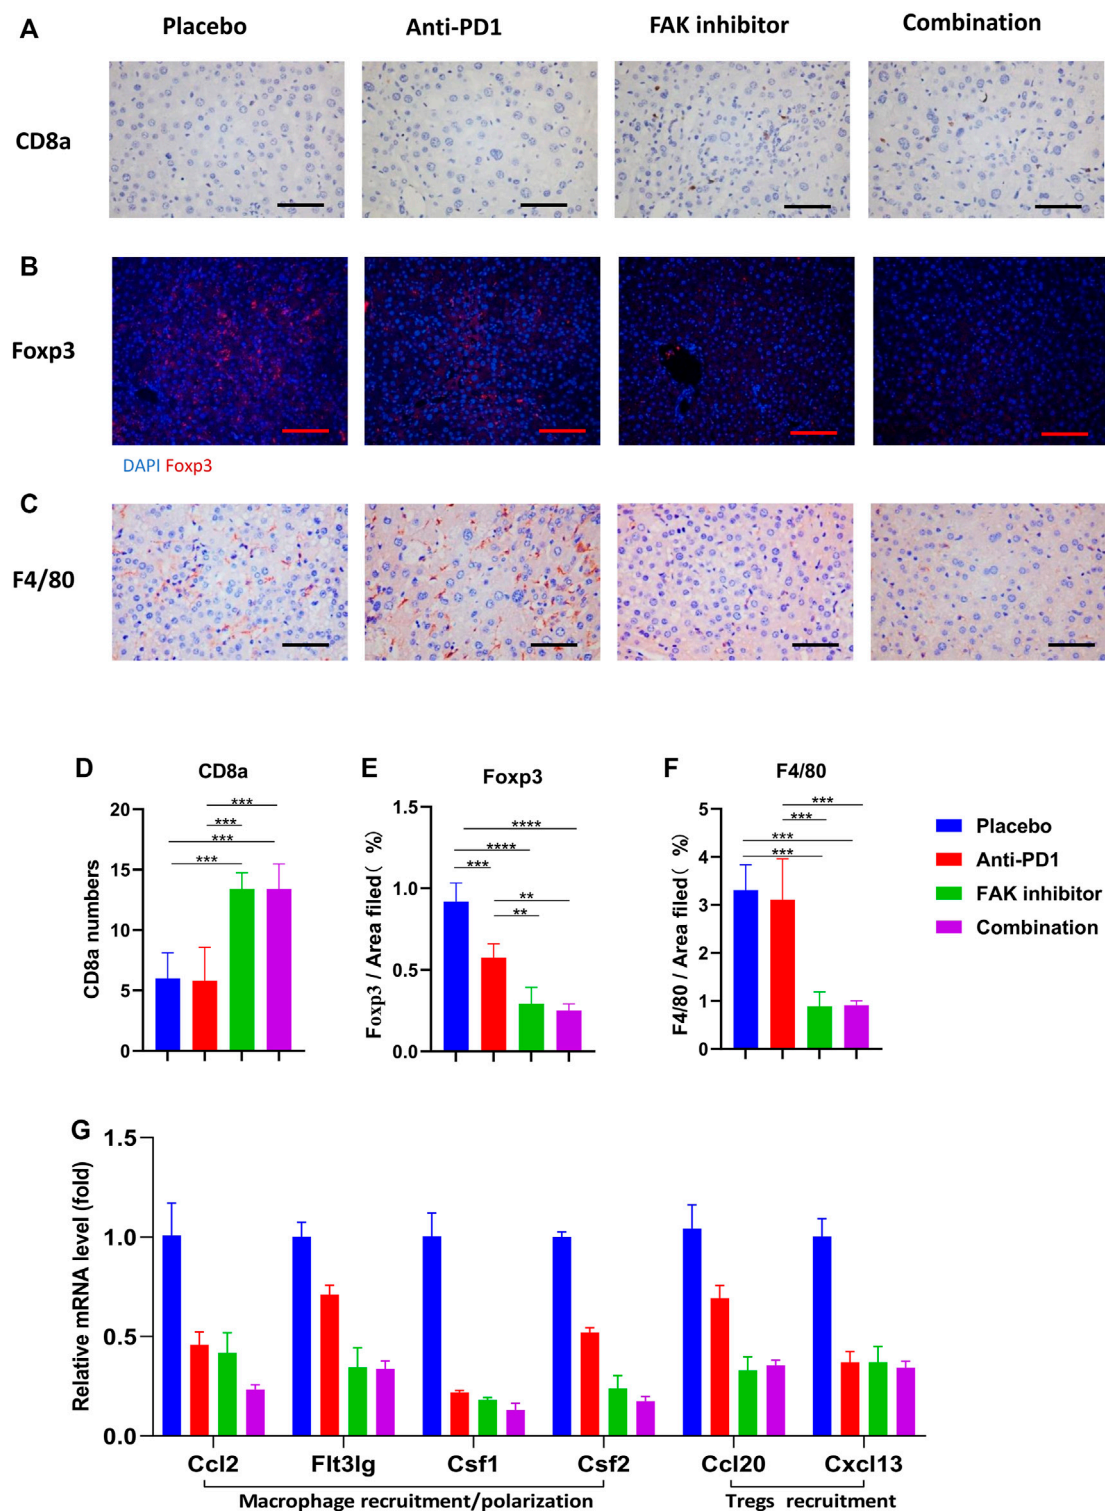 A
Placebo
Anti-PD1
FAK inhibitor
Combination
CD8a
B
Foxp3
DAPI Foxp3
C
F4/80
D
CD8a
CD8a numbers
20
15
10
5
0
***
***
***
***
E
Foxp3
Foxp3 / Area filed( %)
1.5
1.0
0.5
0.0
****
****
***
**
**
F
F4/80
F4/80 / Area filed( %)
5
4
3
2
1
0
***
***
***
***
Placebo
Anti-PD1
FAK inhibitor
Combination
G
Relative mRNA level (fold)
1.5
1.0
0.5
0.0
Ccl2 Flt3lg Csf1 Csf2 Ccl20 Cxcl13
Macrophage recruitment/polarization
Tregs recruitment